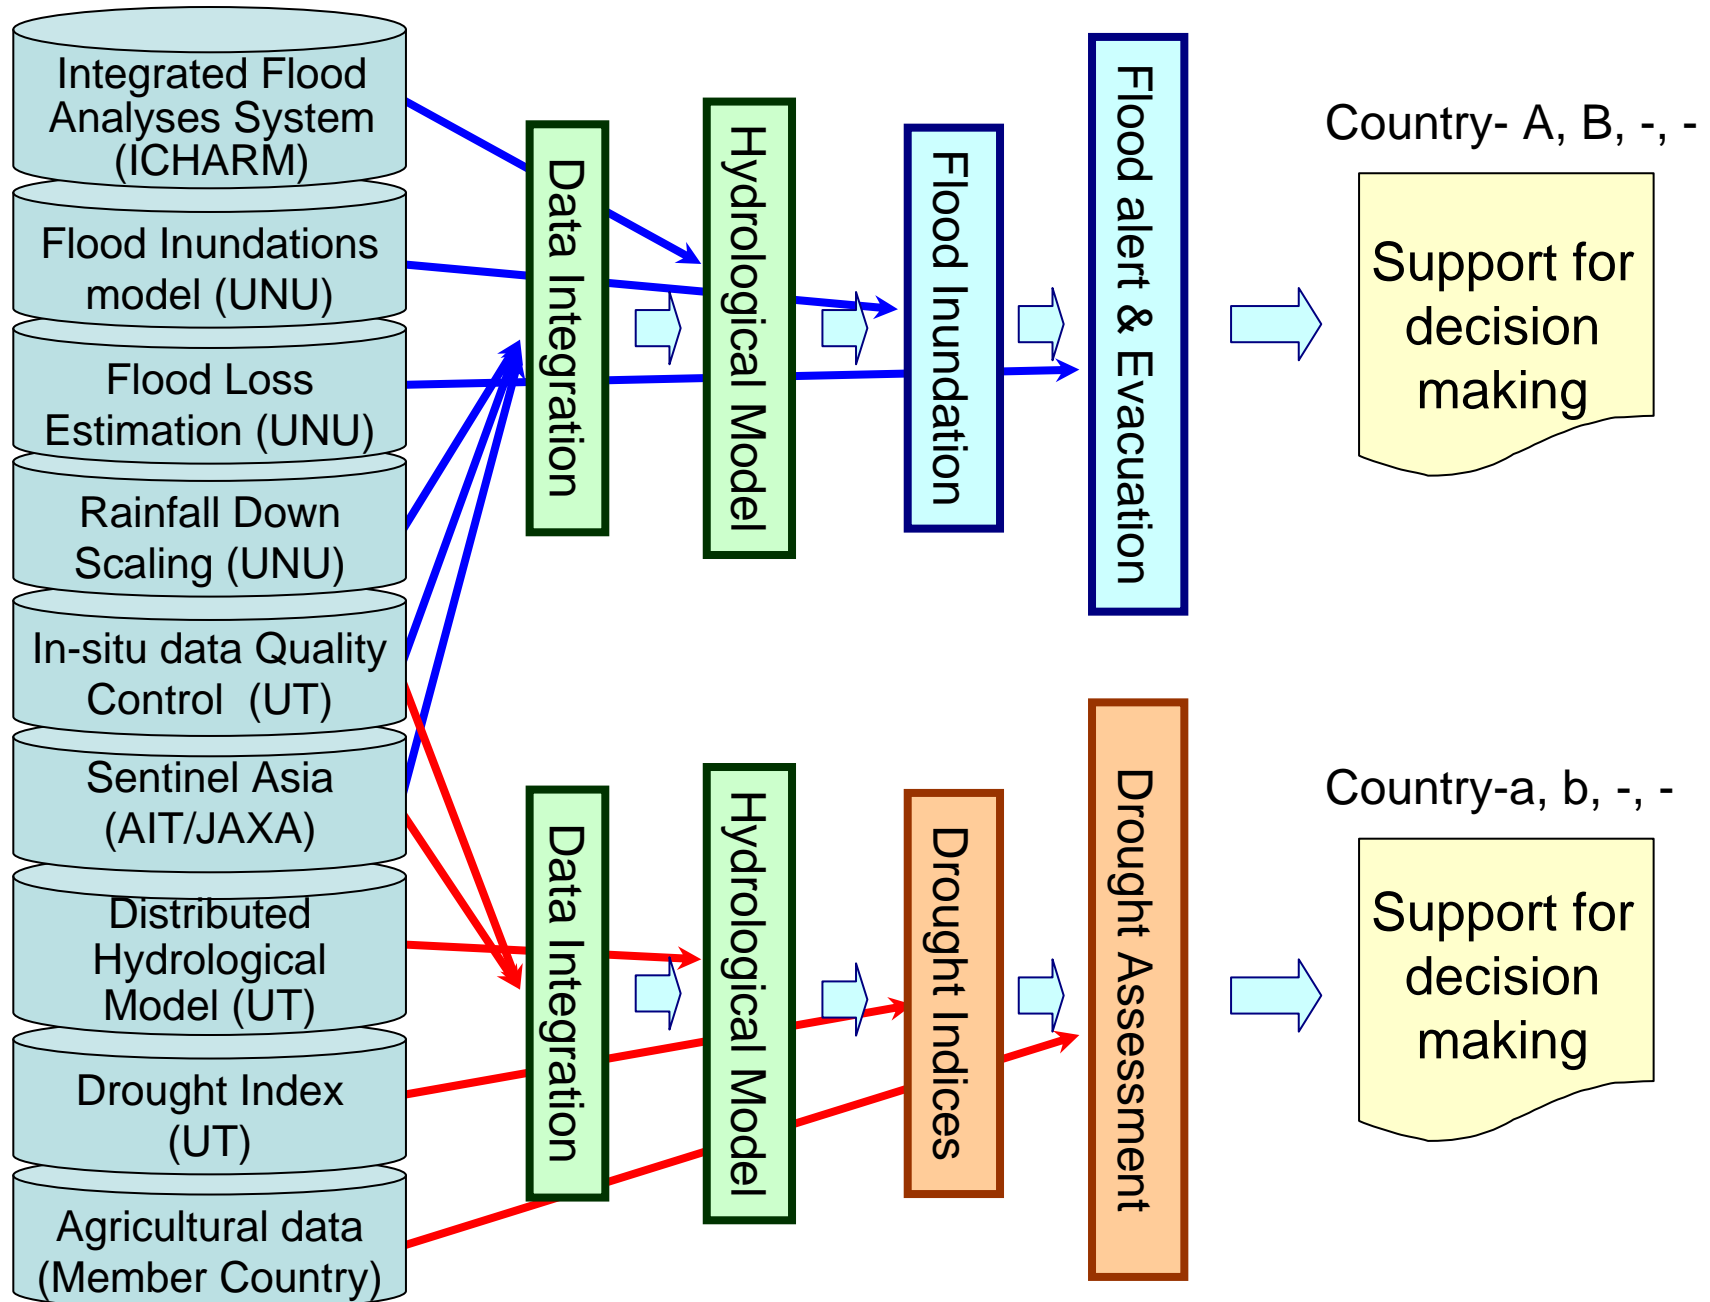 Integrated Flood
Analyses System
(ICHARM)
Flood Inundations
model (UNU)
Flood Loss
Estimation (UNU)
Rainfall Down
Scaling (UNU)
In-situ data Quality
Control (UT)
Sentinel Asia
(AIT/JAXA)
Distributed
Hydrological
Model (UT)
Drought Index
(UT)
Agricultural data
(Member Country)
Data Integration
Hydrological Model
Flood Inundation
Flood alert & Evacuation
Country- A, B, -, -
Support for
decision
making
Data Integration
Hydrological Model
Drought Indices
Drought Assessment
Country-a, b, -, -
Support for
decision
making